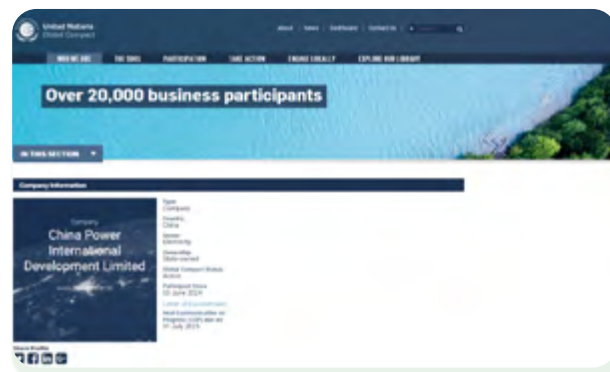 United Nations
Global Compact
About | News | Dashboard | Contact Us |
WHO WE ARE THE SDGS PARTICIPATION TAKE ACTION ENGAGE LOCALLY EXPLORE OUR LIBRARY
Over 20,000 business participants
IN THIS SECTION
Company Information
Company
China Power
International
Development Limited
Type:
Company
Country:
China
Sector:
Electricity
Ownership:
State-owned
Global Compact Status:
Active
Participant Since
Letter of Commitment
Next Communication on
Progress (COP) due on:
Share Profile